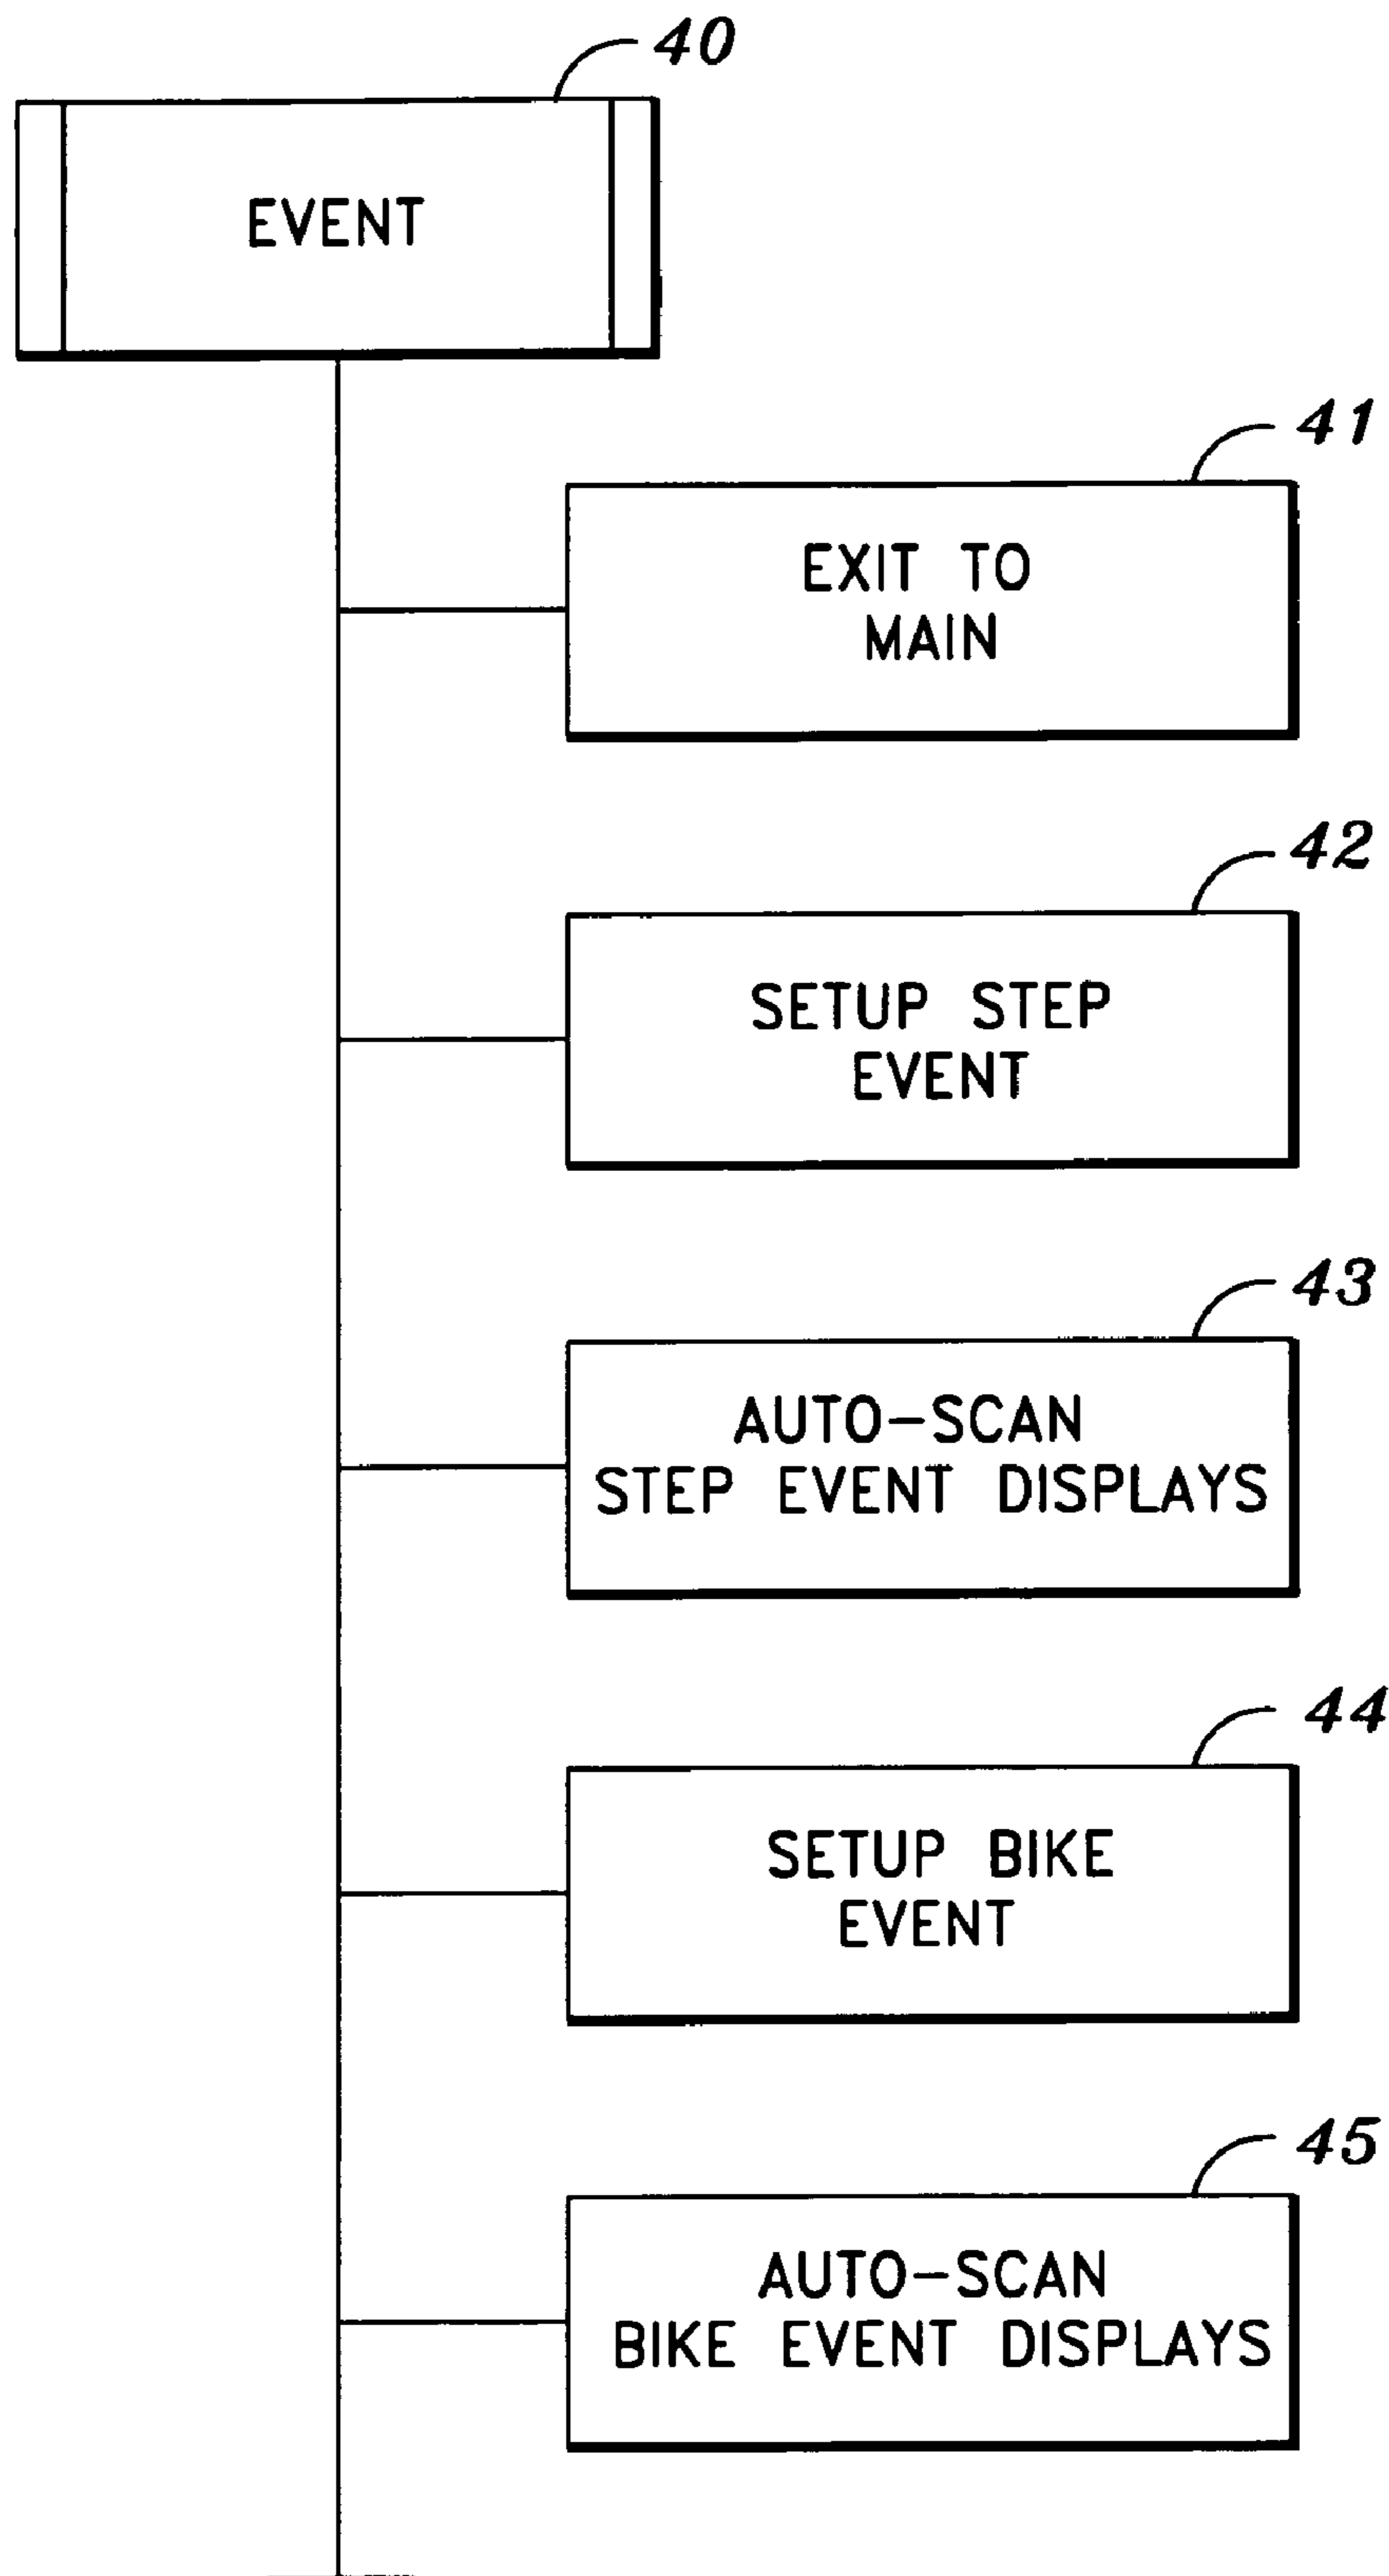 40
EVENT
41
EXIT TO
MAIN
42
SETUP STEP
EVENT
43
AUTO-SCAN
STEP EVENT DISPLAYS
44
SETUP BIKE
EVENT
45
AUTO-SCAN
BIKE EVENT DISPLAYS